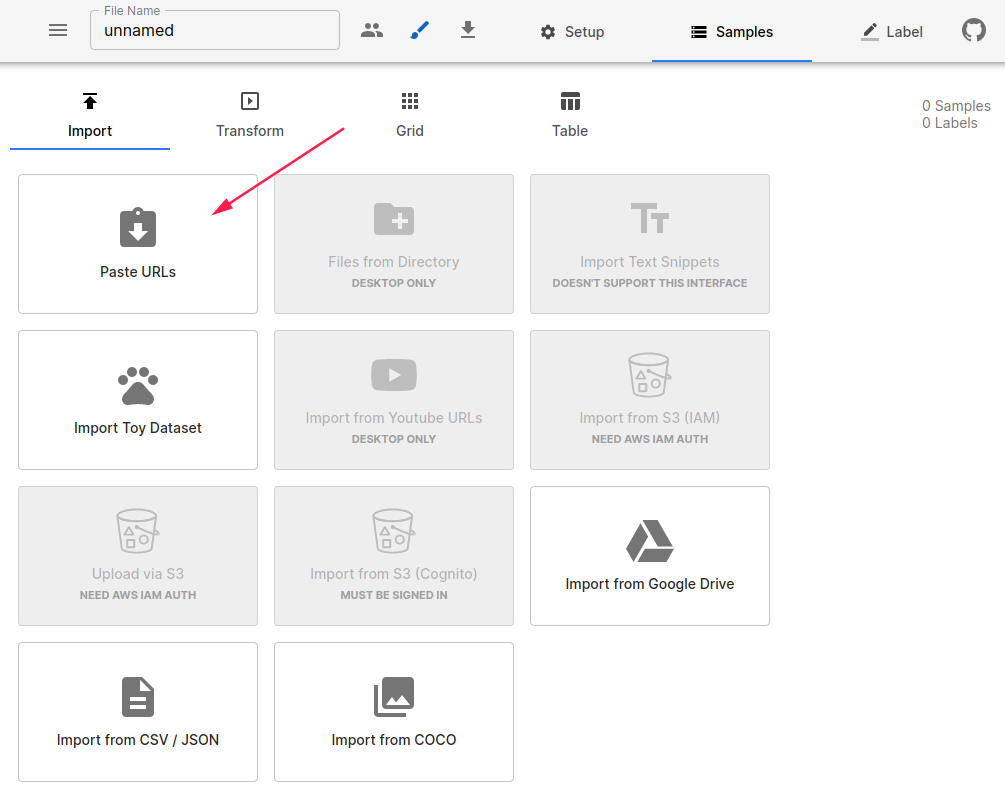 File Name
unnamed
Setup
Samples
Label
Import
Transform
Grid
Table
0 Samples
0 Labels
Paste URLs
Files from Directory
DESKTOP ONLY
Import Text Snippets
DOESN'T SUPPORT THIS INTERFACE
Import Toy Dataset
Import from Youtube URLs
DESKTOP ONLY
Import from S3 (IAM)
NEED AWS IAM AUTH
Upload via S3
NEED AWS IAM AUTH
Import from S3 (Cognito)
MUST BE SIGNED IN
Import from Google Drive
Import from CSV / JSON
Import from COCO